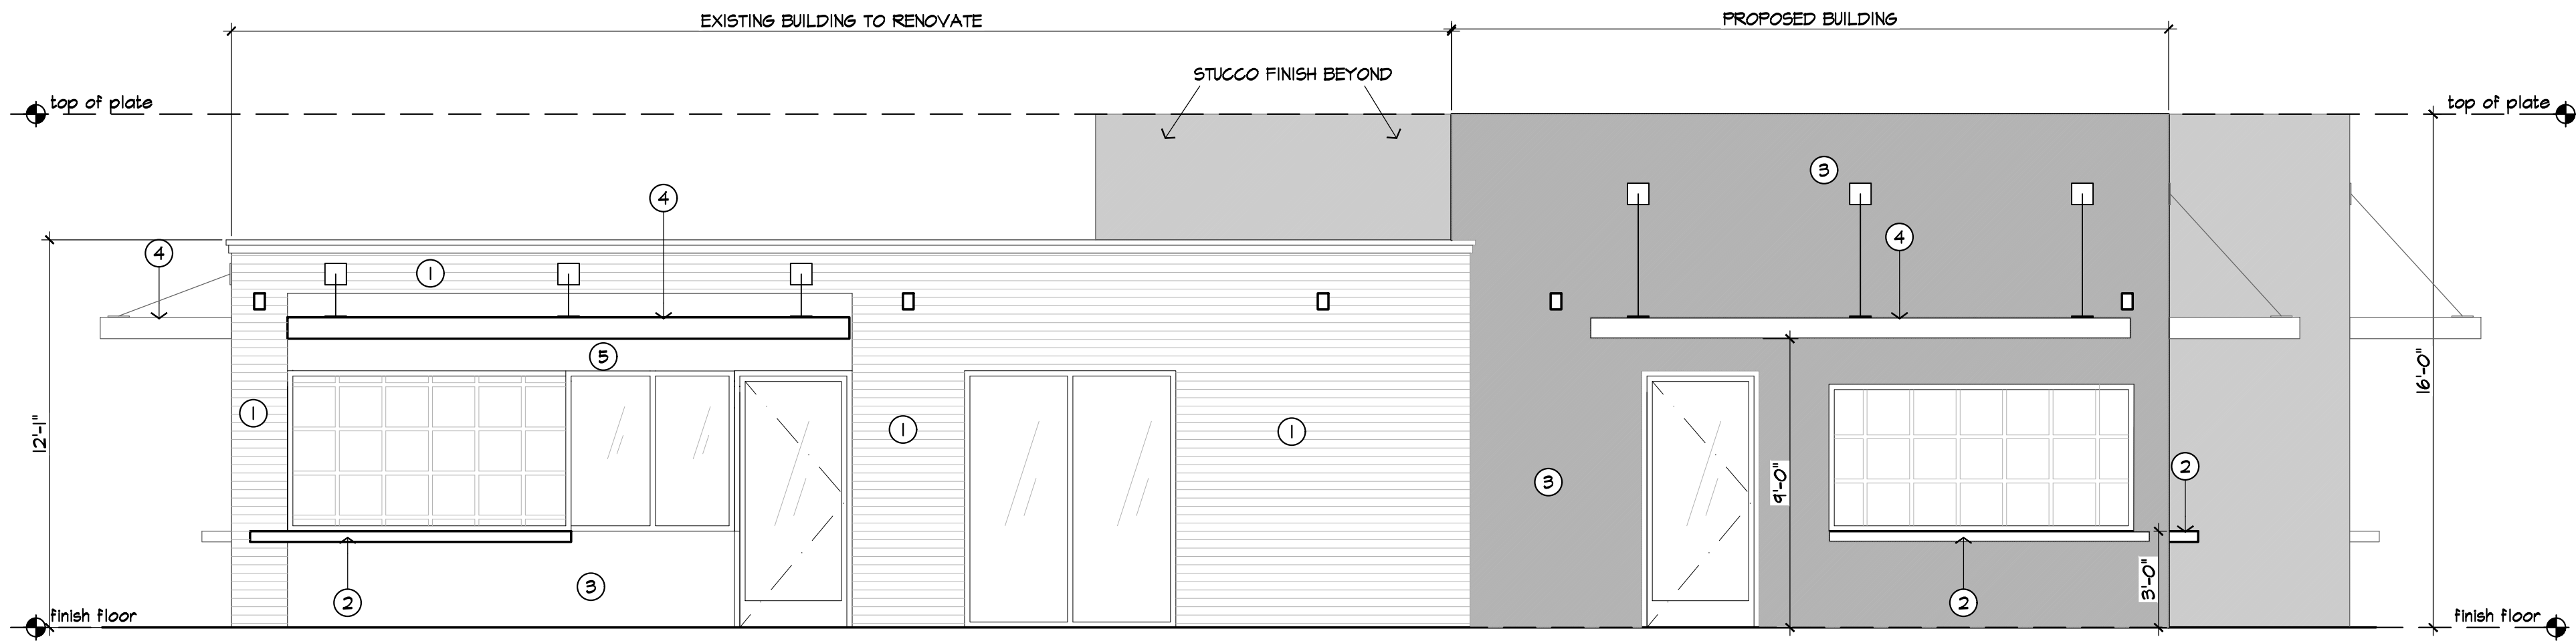 EXISTING BUILDING TO RENOVATE
PROPOSED BUILDING
STUCCO FINISH BEYOND
top of plate
top of plate
3
4
4
4
1
5
12'-1"
16'-0"
1
1
1
3
9'-0"
2
3
3'-0"
2
2
finish floor
finish floor